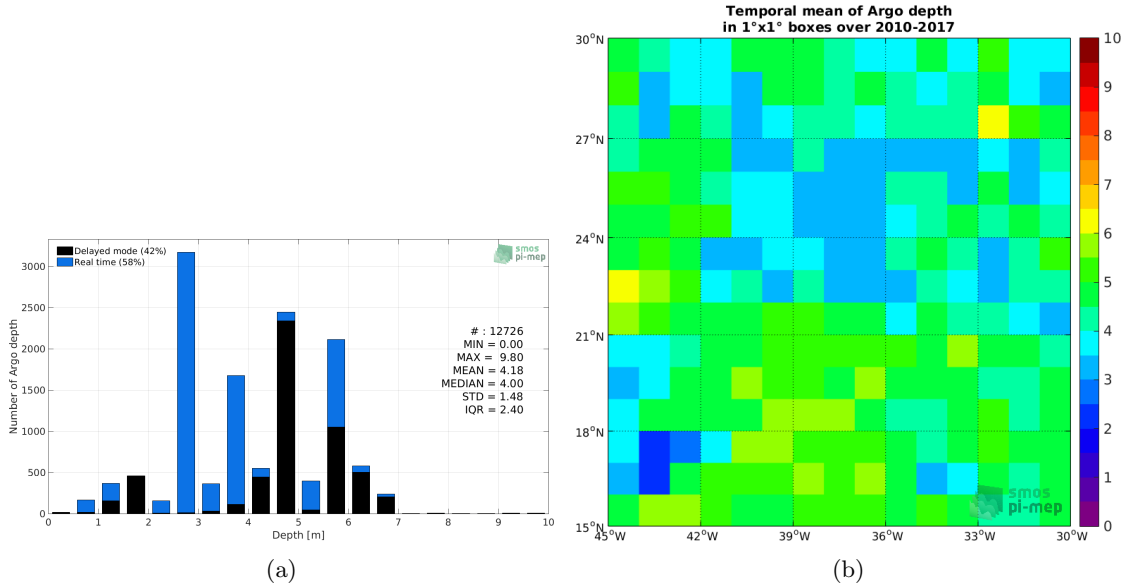 Delayed mode (42%)
Real time (58%)
smos
pi-mep
3000
2500
2000
1500
1000
500
0
Number of Argo depth
# : 12726
MIN = 0.00
MAX = 9.80
MEAN = 4.18
MEDIAN = 4.00
STD = 1.48
IQR = 2.40
0 1 2 3 4 5 6 7 8 9 10
Depth [m]
(a)
Temporal mean of Argo depth
in 1°x1° boxes over 2010-2017
30°N
27°N
24°N
21°N
18°N
15°N
45°W 42°W 39°W 36°W 33°W 30°W
smos
pi-mep
10
9
8
7
6
5
4
3
2
1
0
(b)